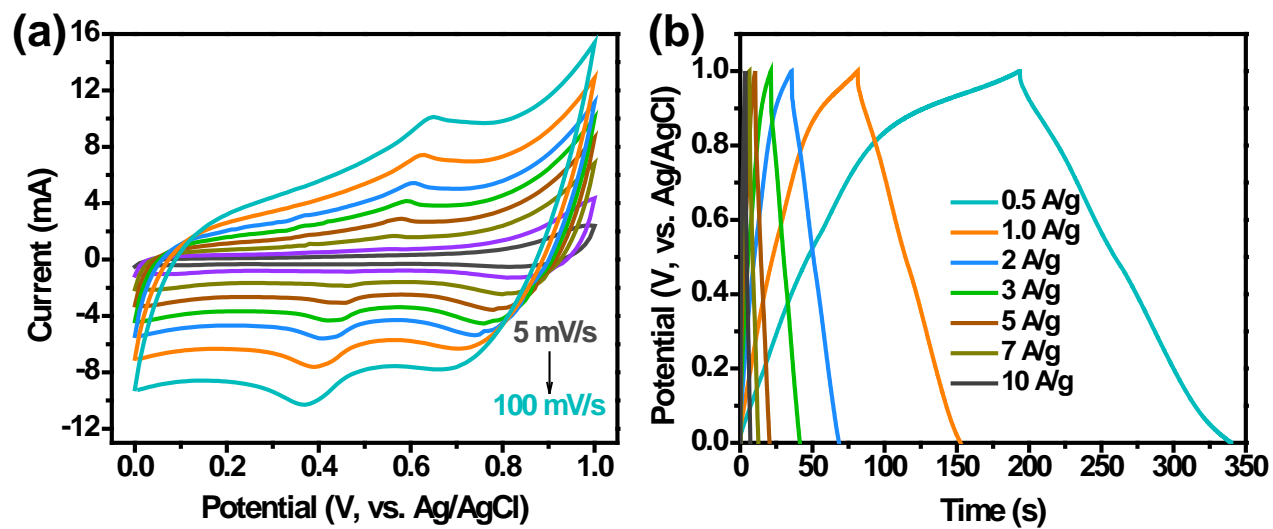 (a)
16
12
8
4
0
-4
-8
-12
Current (mA)
0.0 0.2 0.4 0.6 0.8 1.0
Potential (V, vs. Ag/AgCl)
5 mV/s
100 mV/s
(b)
1.0
0.8
0.6
0.4
0.2
0.0
Potential (V, vs. Ag/AgCl)
0 50 100 150 200 250 300 350
Time (s)
0.5 A/g
1.0 A/g
2 A/g
3 A/g
5 A/g
7 A/g
10 A/g